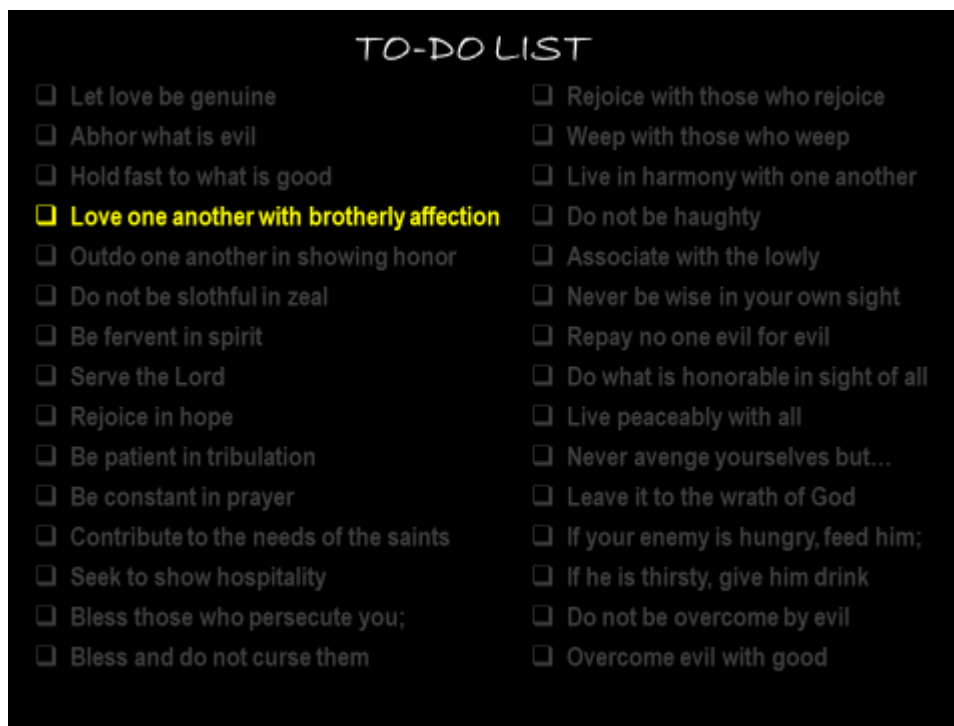 TO-DO LIST
Let love be genuine
Abhor what is evil
Hold fast to what is good
Love one another with brotherly affection
Outdo one another in showing honor
Do not be slothful in zeal
Be fervent in spirit
Serve the Lord
Rejoice in hope
Be patient in tribulation
Be constant in prayer
Contribute to the needs of the saints
Seek to show hospitality
Bless those who persecute you;
Bless and do not curse them
Rejoice with those who rejoice
Weep with those who weep
Live in harmony with one another
Do not be haughty
Associate with the lowly
Never be wise in your own sight
Repay no one evil for evil
Do what is honorable in sight of all
Live peaceably with all
Never avenge yourselves but...
Leave it to the wrath of God
If your enemy is hungry, feed him;
If he is thirsty, give him drink
Do not be overcome by evil
Overcome evil with good